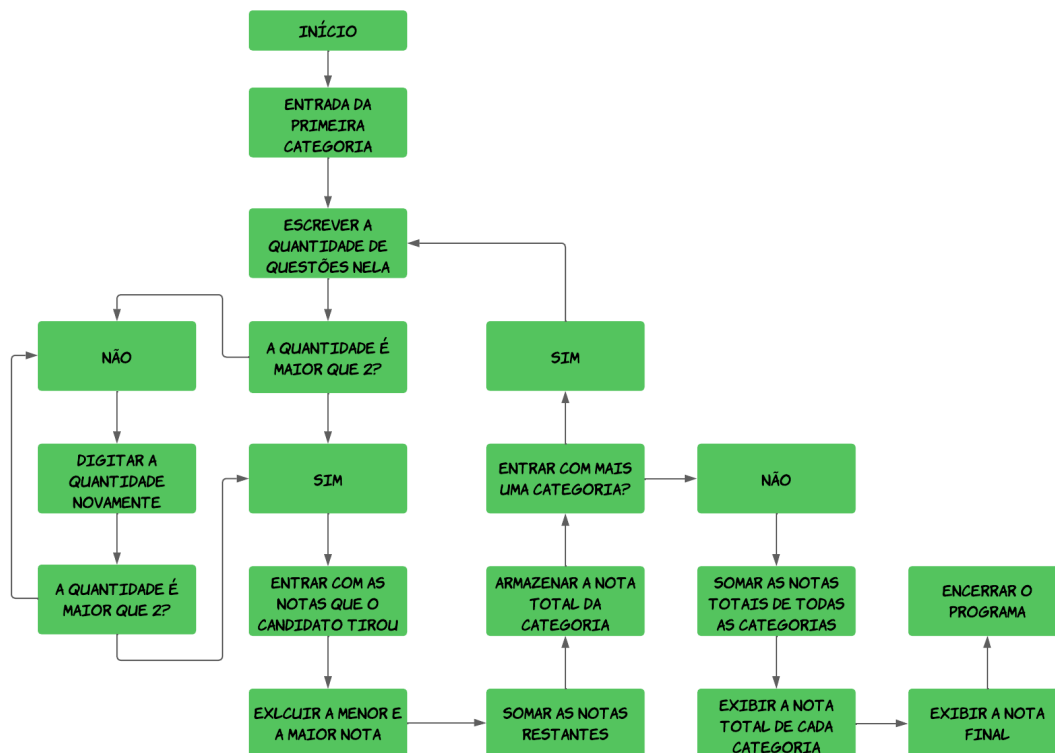 INÍCIO
ENTRADA DA
PRIMEIRA
CATEGORIA
ESCREVER A
QUANTIDADE DE
QUESTÕES NELA
NÃO
A QUANTIDADE É
MAIOR QUE 2?
SIM
DIGITAR A
QUANTIDADE
NOVAMENTE
SIM
ENTRAR COM MAIS
UMA CATEGORIA?
NÃO
A QUANTIDADE É
MAIOR QUE 2?
ENTRAR COM AS
NOTAS QUE O
CANDIDATO TIROU
ARMAZENAR A NOTA
TOTAL DA
CATEGORIA
SOMAR AS NOTAS
TOTAIS DE TODAS
AS CATEGORIAS
ENCERRAR O
PROGRAMA
EXLCUIR A MENOR E
A MAIOR NOTA
SOMAR AS NOTAS
RESTANTES
EXIBIR A NOTA
TOTAL DE CADA
CATEGORIA
EXIBIR A NOTA
FINAL